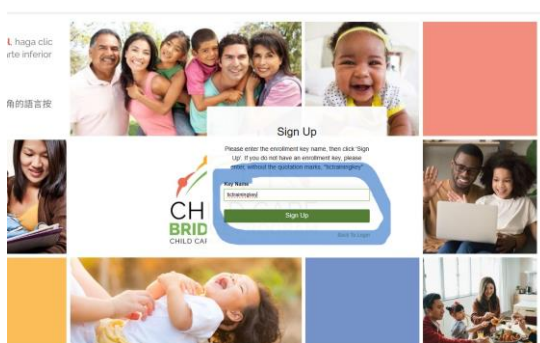 haga clic
rte inferior
角的語言按
Sign Up
Please enter the enrollment key name, then click 'Sign
Up'. If you do not have an enrollment key, please
enter, without the quotation marks,
Key Name
Sign Up
Back To Login
CH
BRID
CHILD CAR